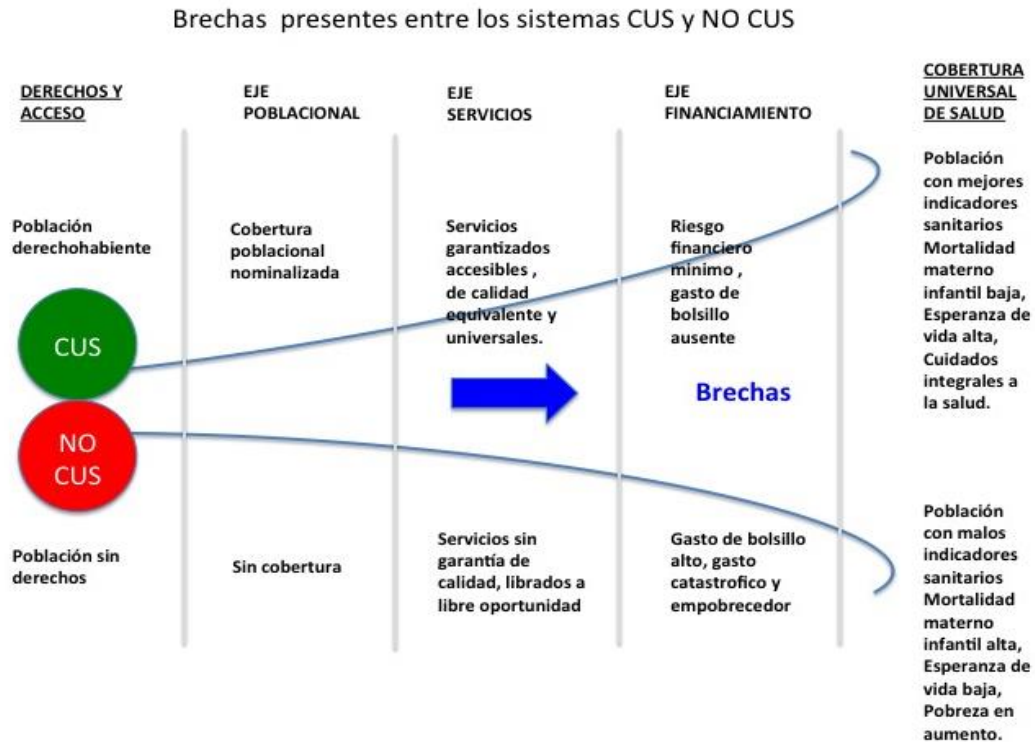 Brechas presentes entre los sistemas CUS y NO CUS
DERECHOS Y
ACCESO
EJE
POBLACIONAL
EJE
SERVICIOS
EJE
FINANCIAMIENTO
COBERTURA
UNIVERSAL
DE SALUD
Población
derechohabiente
Cobertura
poblacional
nominalizada
Servicios
garantizados
accesibles ,
de calidad
equivalente y
universales.
Riesgo
financiero
minimo ,
gasto de
bolsillo
ausente
Población
con mejores
indicadores
sanitarios
Mortalidad
materno
infantil baja,
Esperanza de
vida alta,
Cuidados
integrales a
la salud.
CUS
Brechas
NO
CUS
Población sin
derechos
Sin cobertura
Servicios sin
garantía de
calidad, librados a
libre oportunidad
Gasto de bolsillo
alto, gasto
catastrofico y
empobrecedor
Población
con malos
indicadores
sanitarios
Mortalidad
materno
infantil alta,
Esperanza de
vida baja,
Pobreza en
aumento.